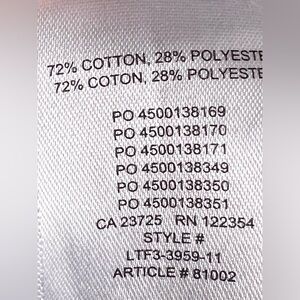 72% COTTON, 28% POLYESTE
72% COTON, 28% POLYESTE
PO 4500138169
PO 4500138170
PO 4500138171
PO 4500138349
PO 4500138350
PO 4500138351
CA 23725 RN 122354
STYLE #
LTF3-3959-11
ARTICLE # 81002